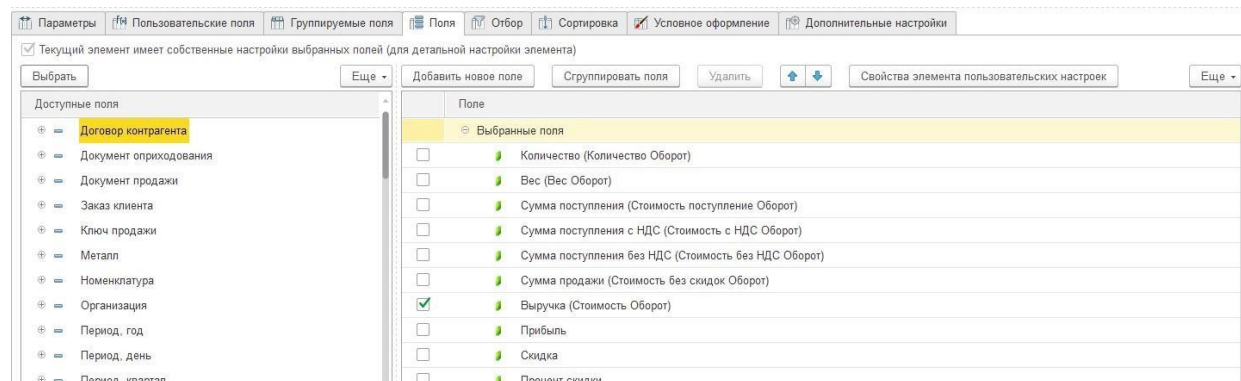 Параметры Пользовательские поля Группируемые поля Поля Отбор Сортировка Условное оформление Дополнительные настройки
Текущий элемент имеет собственные настройки выбранных полей (для детальной настройки элемента)
Выбрать Еще Добавить новое поле Сгруппировать поля Удалить Свойства элемента пользовательских настроек Еще
Доступные поля Поле
Договор контрагента Выбранные поля
Документ оприходования Количество (Количество Оборот)
Документ продажи Вес (Вес Оборот)
Заказ клиента Сумма поступления (Стоимость поступление Оборот)
Ключ продажи Сумма поступления с НДС (Стоимость с НДС Оборот)
Металл Сумма поступления без НДС (Стоимость без НДС Оборот)
Номенклатура Сумма продажи (Стоимость без скидок Оборот)
Организация Выручка (Стоимость Оборот)
Период, год Прибыль
Период, день Скидка
Период, квартал Процент скидки